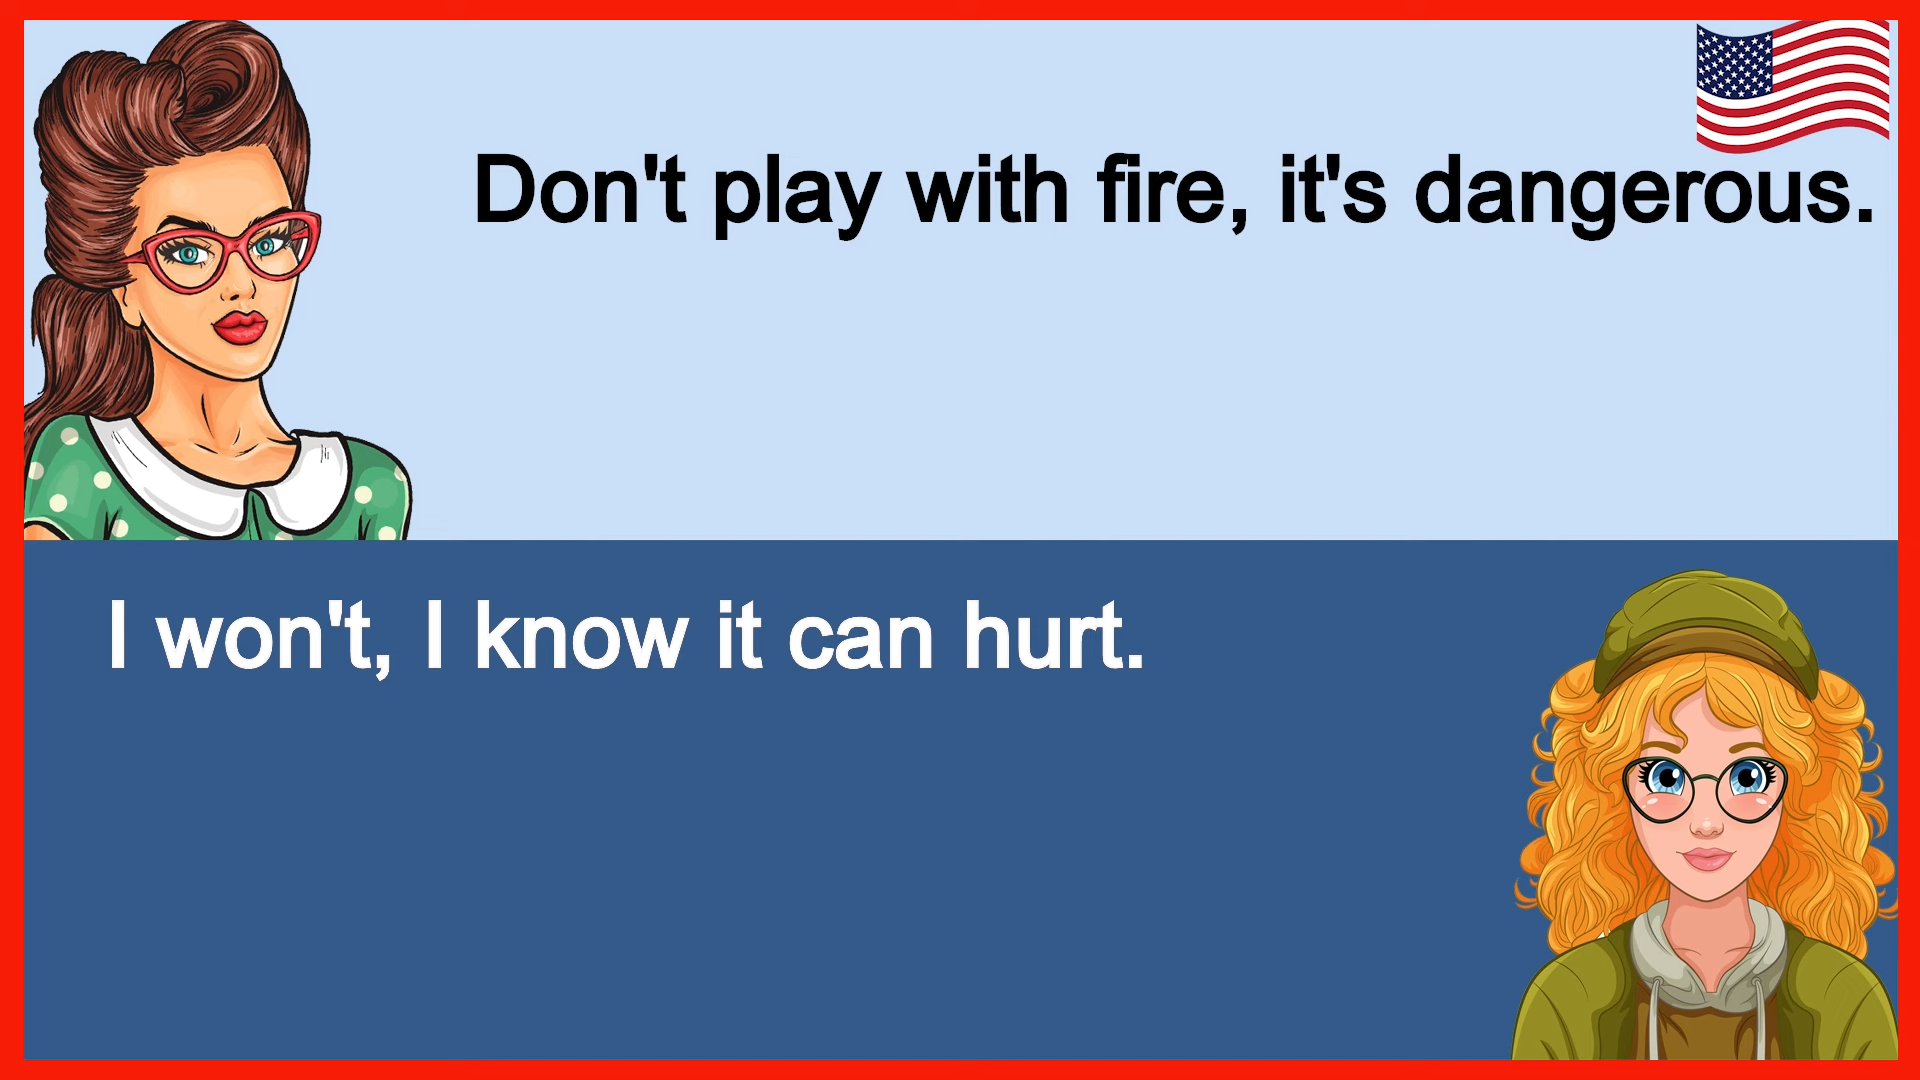 Don't play with fire, it's dangerous.
I won't, I know it can hurt.